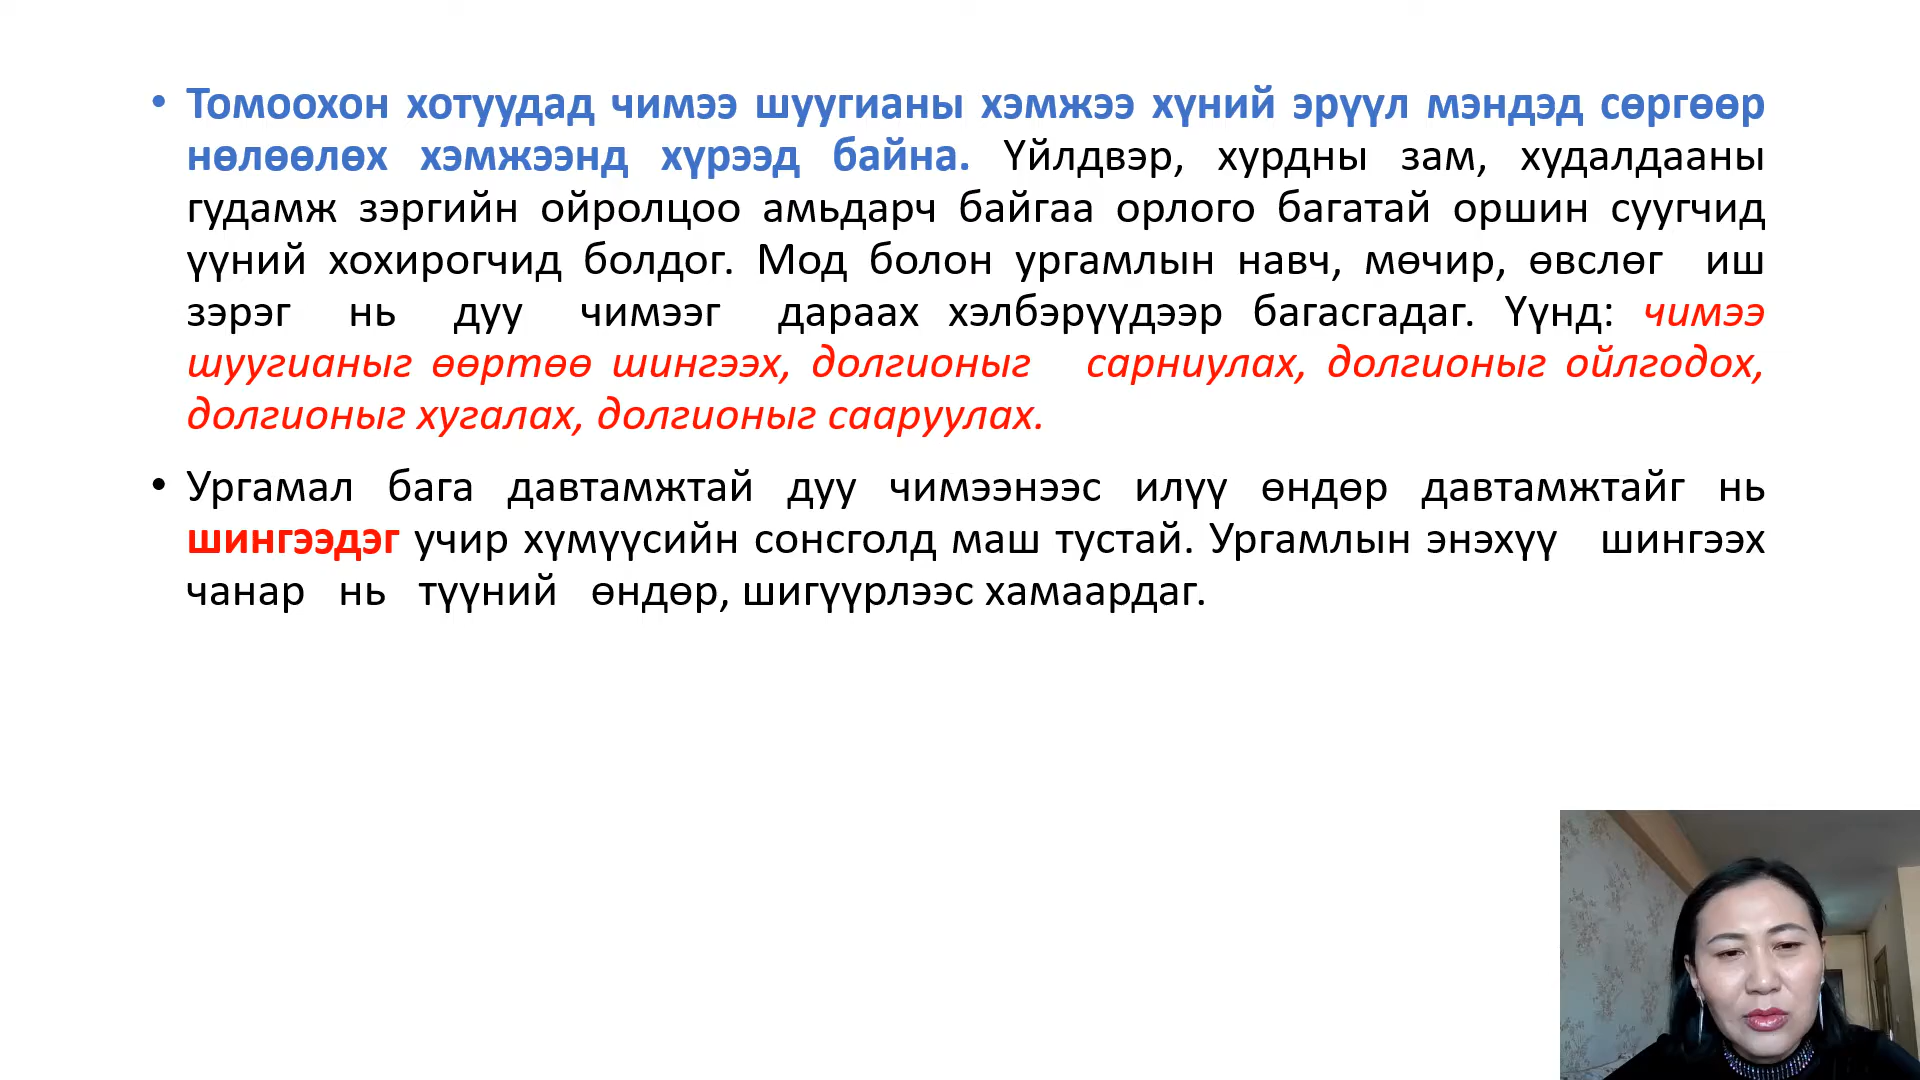 • Томоохон хотуудад чимээ шуугианы хэмжээ хүний эрүүл мэндэд сөргөөр
нөлөөлөх хэмжээнд хүрээд байна. Үйлдвэр, хурдны зам, худалдааны
гудамж зэргийн ойролцоо амьдарч байгаа орлого багатай оршин суугчид
үүний хохирогчид болдог. Мод болон ургамлын навч, мөчир, өвслөг иш
зэрэг нь дуу чимээг дараах хэлбэрүүдээр багасгадаг. Үүнд: чимээ
шуугианыг өөртөө шингээх, долгионыг сарниулах, долгионыг ойлгодох,
долгионыг хугалах, долгионыг сааруулах.
• Ургамал бага давтамжтай дуу чимээнээс илүү өндөр давтамжтайг нь
шингээдэг учир хүмүүсийн сонсголд маш тустай. Ургамлын энэхүү шингээх
чанар нь түүний өндөр, шигүүрлээс хамаардаг.